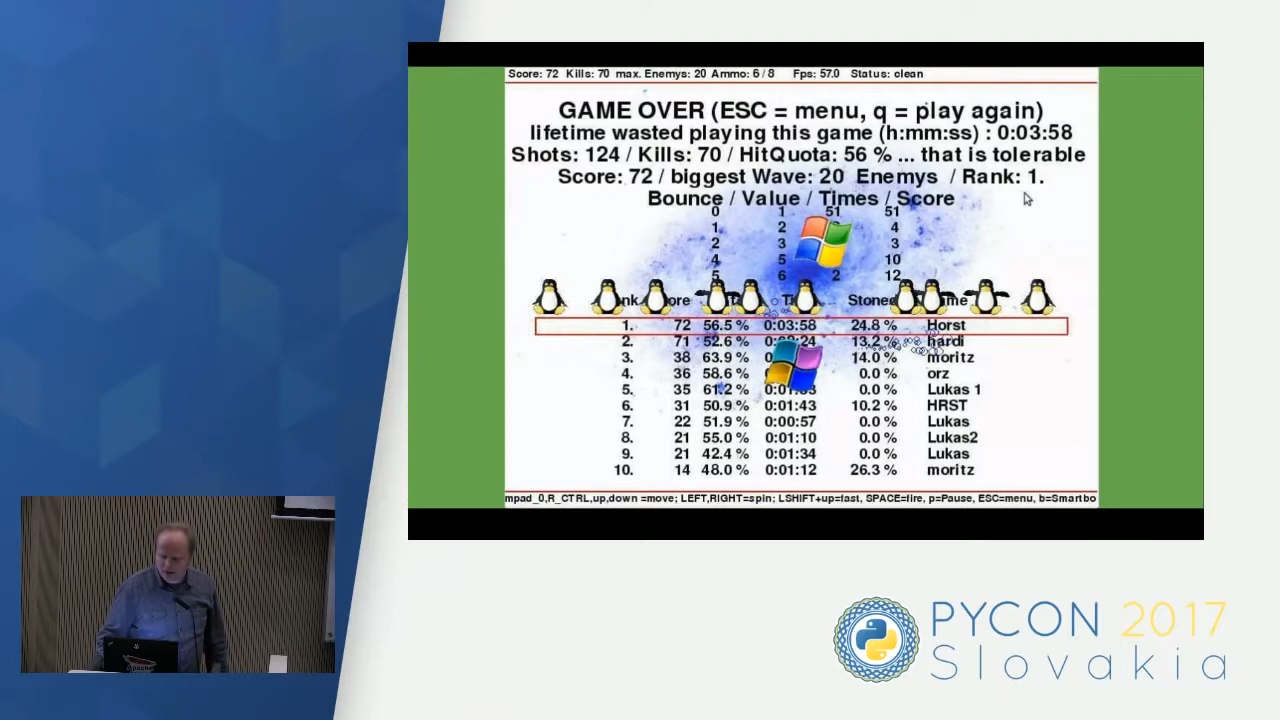 Score: 72 Kills: 70 max. Enemys: 20 Ammo: 6 / 8 Fps: 57.0 Status: clean
GAME OVER (ESC = menu, q = play again)
lifetime wasted playing this game (h:mm:ss) : 0:03:58
Shots: 124 / Kills: 70 / HitQuota: 56 % ... that is tolerable
Score: 72 / biggest Wave: 20 Enemys / Rank: 1.
Bounce / Value / Times / Score
0 1 51 51
1 2 4
2 3 3
4 5 10
5 6 2 12
1. 72 56.5 % 0:03:58 24.8 % Horst
2. 71 52.6 % 13.2 % hardi
3. 38 63.9 % 14.0 % moritz
4. 36 58.6 % 0.0 % orz
5. 35 61.2 % 0.0 % Lukas 1
6. 31 50.9 % 0:01:43 10.2 % HRST
7. 22 51.9 % 0:00:57 0.0 % Lukas
8. 21 55.0 % 0:01:10 0.0 % Lukas2
9. 21 42.4 % 0:01:34 0.0 % Lukas
10. 14 48.0 % 0:01:12 26.3 % moritz
mpad_0,R_CTRL,up,down =move; LEFT,RIGHT=spin; LSHIFT+up=fast, SPACE=fire, p=Pause, ESC=menu, b=Smartbo
Apache
PYCON 2017
Slovakia